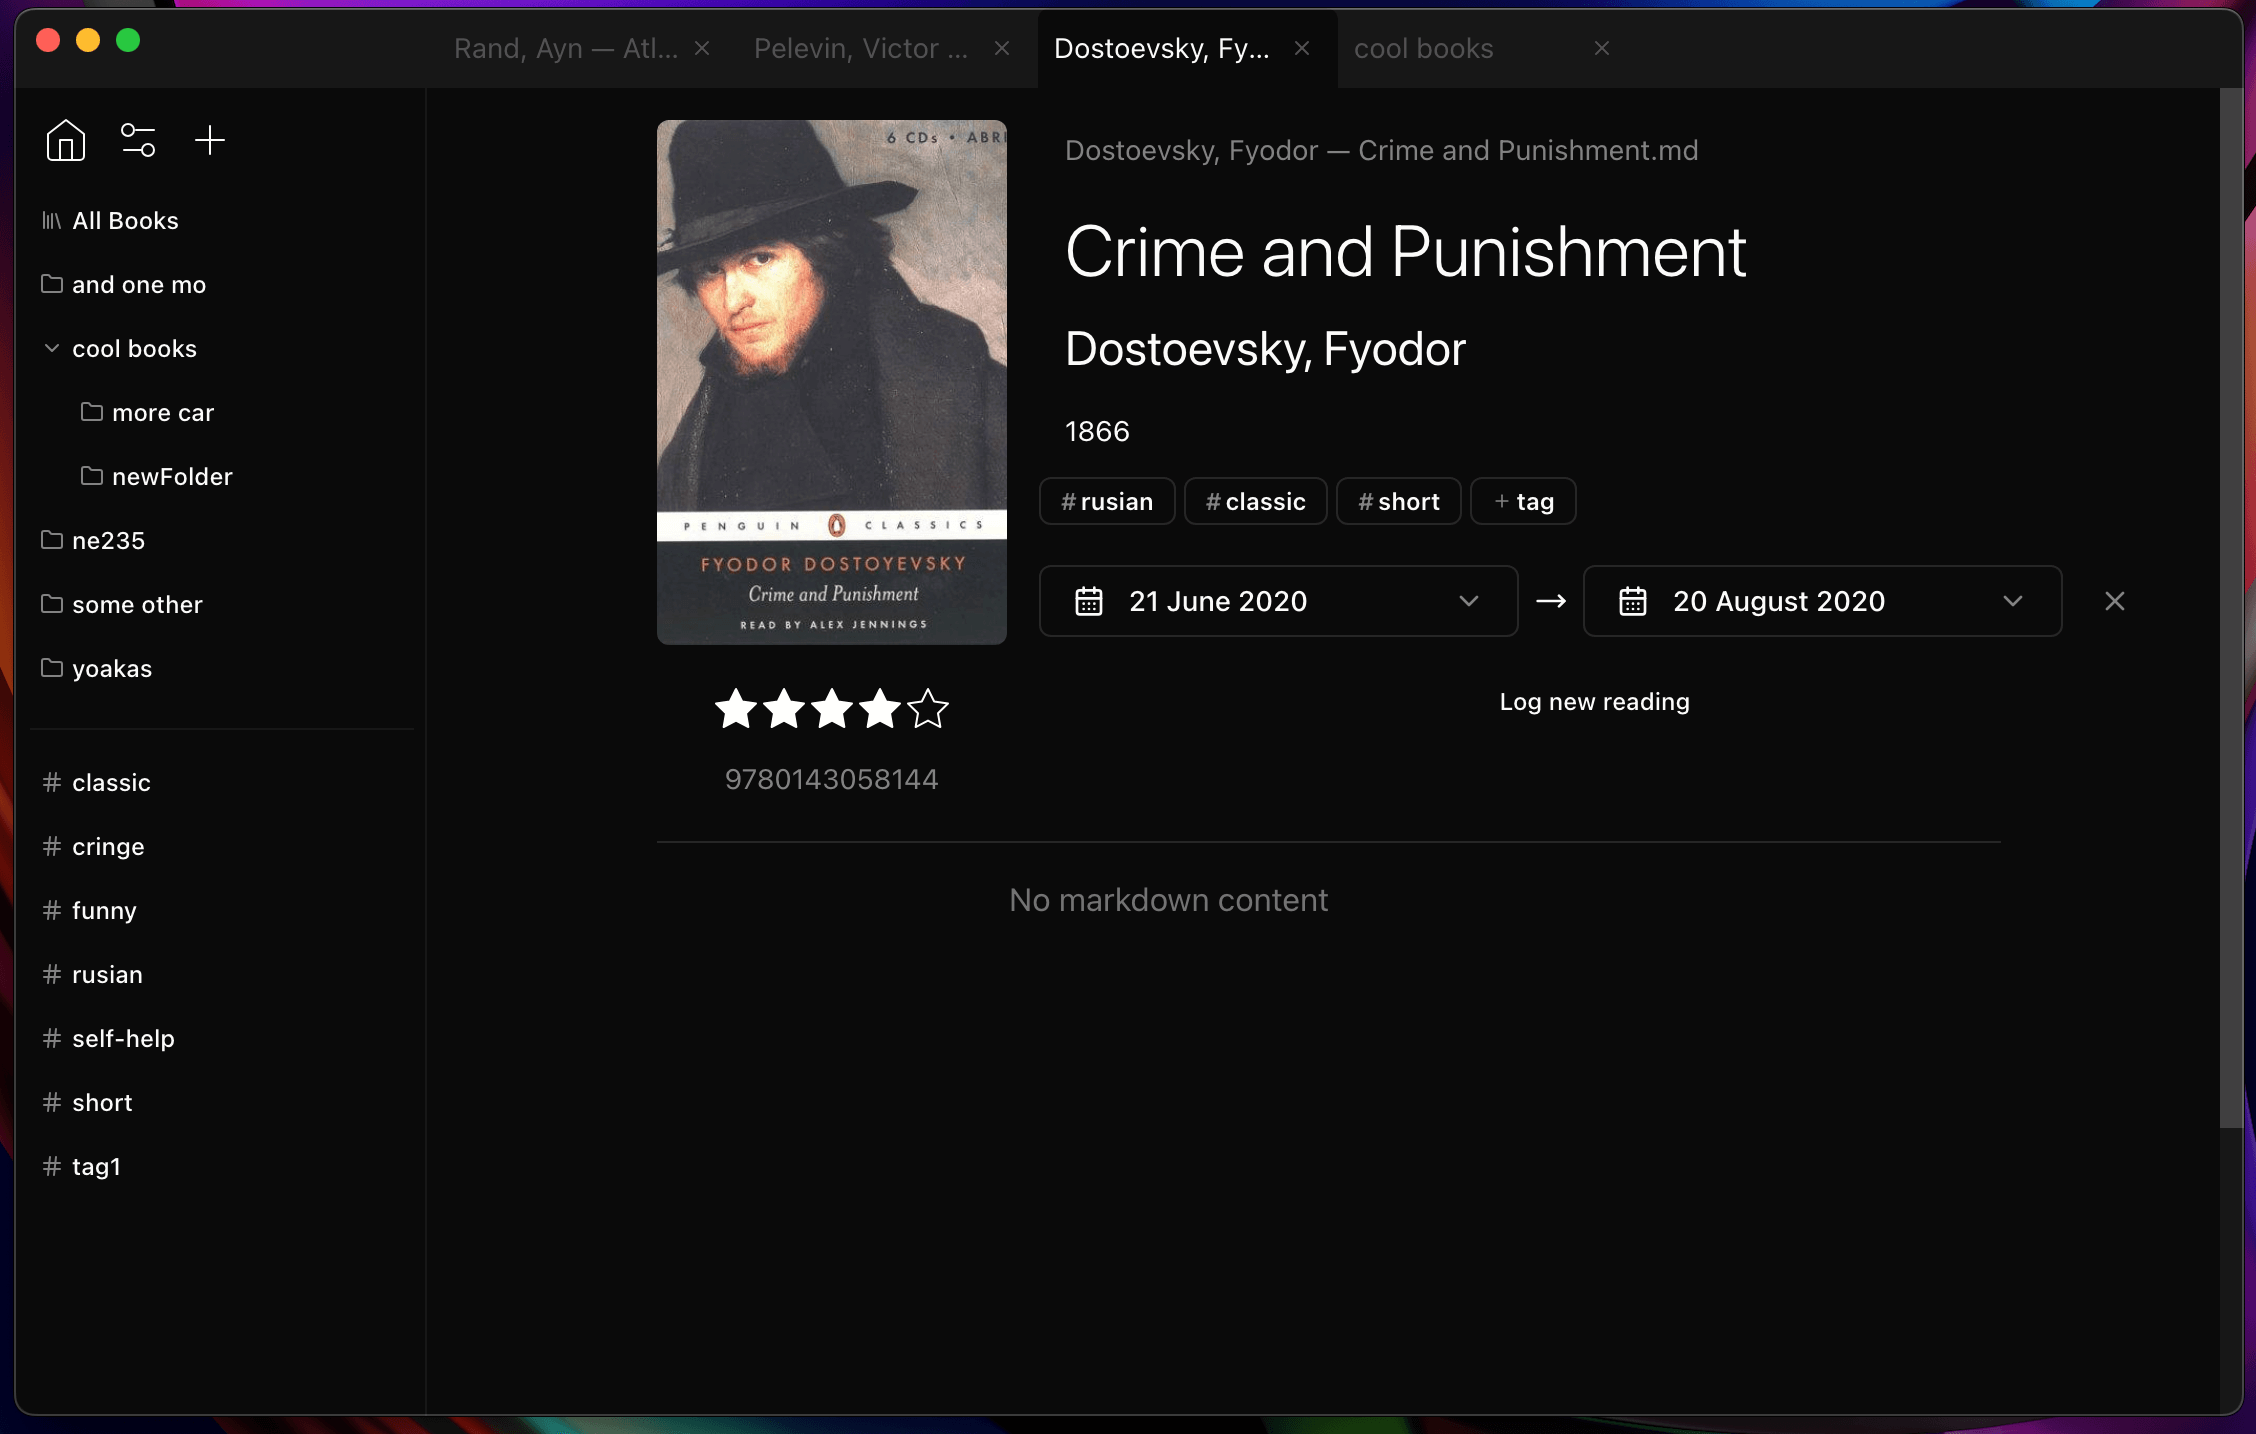 Rand, Ayn — Atl...
Pelevin, Victor ...
Dostoevsky, Fy...
cool books
All Books
and one mo
cool books
more car
newFolder
ne235
some other
yoakas
# classic
# cringe
# funny
# rusian
# self-help
# short
# tag1
6 CDs • ABRI
PENGUIN CLASSICS
FYODOR DOSTOYEVSKY
Crime and Punishment
READ BY ALEX JENNINGS
9780143058144
Dostoevsky, Fyodor — Crime and Punishment.md
Crime and Punishment
Dostoevsky, Fyodor
1866
#rusian #classic #short + tag
21 June 2020 → 20 August 2020
Log new reading
No markdown content